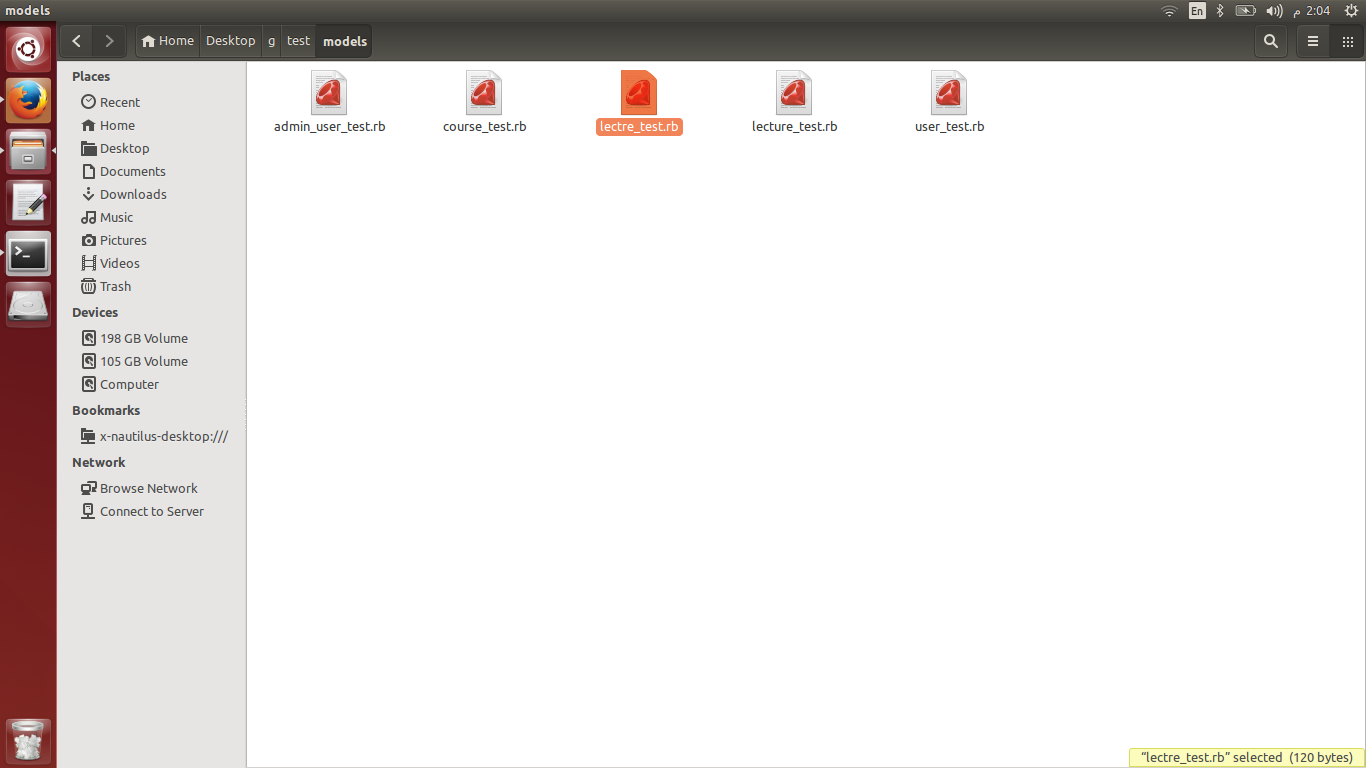 models
En
م 2:04
Home Desktop g test models
Places
Recent
Home
Desktop
Documents
Downloads
Music
Pictures
Videos
Trash
Devices
198 GB Volume
105 GB Volume
Computer
Bookmarks
x-nautilus-desktop:///
Network
Browse Network
Connect to Server
admin_user_test.rb course_test.rb lectre_test.rb lecture_test.rb user_test.rb
“lectre_test.rb” selected (120 bytes)